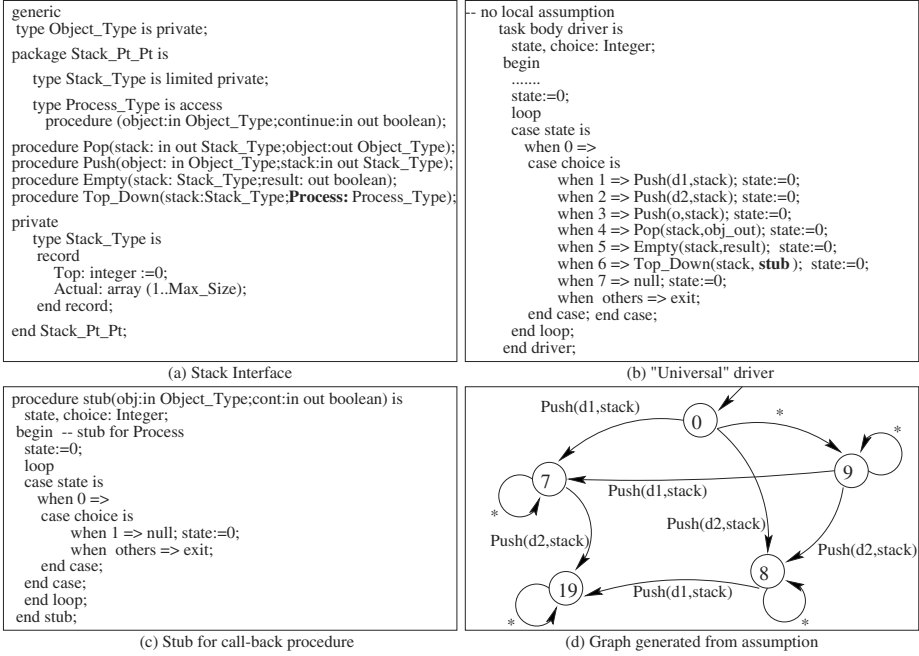 generic
type Object_Type is private;
package Stack_Pt_Pt is
type Stack_Type is limited private;
type Process_Type is access
procedure (object:in Object_Type;continue:in out boolean);
procedure Pop(stack: in out Stack_Type;object:out Object_Type);
procedure Push(object: in Object_Type;stack:in out Stack_Type);
procedure Empty(stack: Stack_Type;result: out boolean);
procedure Top_Down(stack:Stack_Type;Process: Process_Type);
private
type Stack_Type is
record
Top: integer :=0;
Actual: array (1..Max_Size);
end record;
end Stack_Pt_Pt;
(a) Stack Interface
-- no local assumption
task body driver is
state, choice: Integer;
begin
.......
state:=0;
loop
case state is
when 0 =>
case choice is
when 1 => Push(d1,stack); state:=0;
when 2 => Push(d2,stack); state:=0;
when 3 => Push(o,stack); state:=0;
when 4 => Pop(stack,obj_out); state:=0;
when 5 => Empty(stack,result); state:=0;
when 6 => Top_Down(stack, stub ); state:=0;
when 7 => null; state:=0;
when others => exit;
end case; end case;
end loop;
end driver;
(b) "Universal" driver
procedure stub(obj:in Object_Type;cont:in out boolean) is
state, choice: Integer;
begin -- stub for Process
state:=0;
loop
case state is
when 0 =>
case choice is
when 1 => null; state:=0;
when others => exit;
end case;
end case;
end loop;
end stub;
(c) Stub for call-back procedure
Push(d1,stack)
0
*
*
7
9
Push(d1,stack)
*
Push(d2,stack)
Push(d2,stack)
Push(d2,stack)
8
19
Push(d1,stack)
*
*
(d) Graph generated from assumption